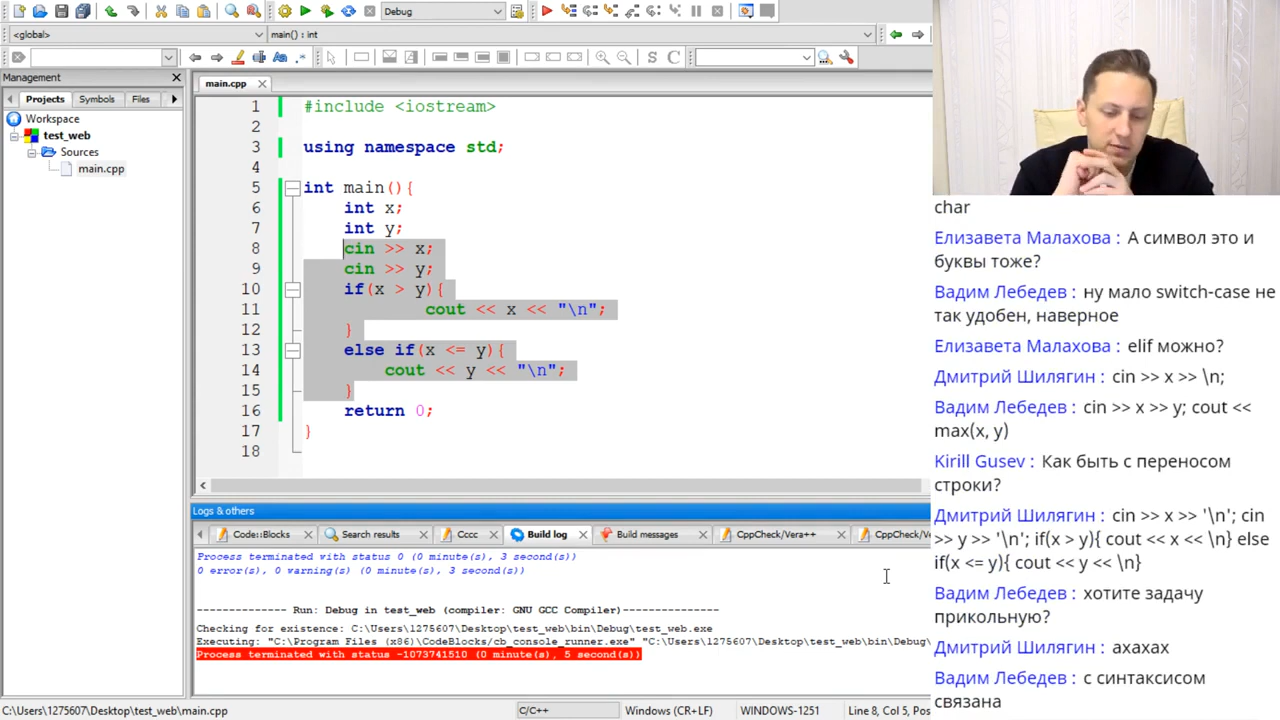 Debug
<global>
main() : int
S C
Management
Projects Symbols Files
Workspace
test_web
Sources
main.cpp
main.cpp
1 #include <iostream>
2
3 using namespace std;
4
5 int main(){
6 int x;
7 int y;
8 cin >> x;
9 cin >> y;
10 if(x > y){
11 cout << x << "\n";
12 }
13 else if(x <= y){
14 cout << y << "\n";
15 }
16 return 0;
17 }
18
Logs & others
Code::Blocks Search results Cccc Build log Build messages CppCheck/Vera++ CppCheck/Ve
Process terminated with status 0 (0 minute(s), 3 second(s))
0 error(s), 0 warning(s) (0 minute(s), 3 second(s))
-------------- Run: Debug in test_web (compiler: GNU GCC Compiler)---------------
Checking for existence: C:\Users\1275607\Desktop\test_web\bin\Debug\test_web.exe
Executing: "C:\Program Files (x86)\CodeBlocks/cb_console_runner.exe" "C:\Users\1275607\Desktop\test_web\bin\Debug\
Process terminated with status -1073741510 (0 minute(s), 5 second(s))
C:\Users\1275607\Desktop\test_web\main.cpp
C/C++
Windows (CR+LF)
WINDOWS-1251
Line 8, Col 5, Pos
char
Елизавета Малахова : А символ это и
буквы тоже?
Вадим Лебедев : ну мало switch-case не
так удобен, наверное
Елизавета Малахова : elif можно?
Дмитрий Шилягин : cin >> x >> \n;
Вадим Лебедев : cin >> x >> y; cout <<
max(x, y)
Kirill Gusev : Как быть с переносом
строки?
Дмитрий Шилягин : cin >> x >> '\n'; cin
>> y >> '\n'; if(x > y){ cout << x << \n} else
if(x <= y){ cout << y << \n}
Вадим Лебедев : хотите задачу
прикольную?
Дмитрий Шилягин : ахахах
Вадим Лебедев : с синтаксисом
связана